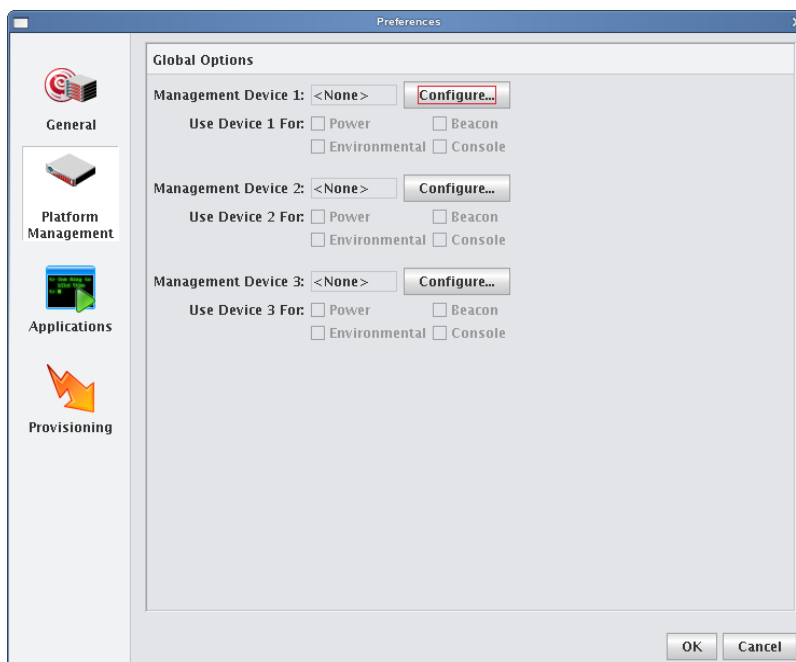 Preferences
Global Options
General
Management Device 1: <None> Configure...
Use Device 1 For: Power Beacon
Environmental Console
Platform
Management
Management Device 2: <None> Configure...
Use Device 2 For: Power Beacon
Environmental Console
Applications
Management Device 3: <None> Configure...
Use Device 3 For: Power Beacon
Environmental Console
Provisioning
OK Cancel